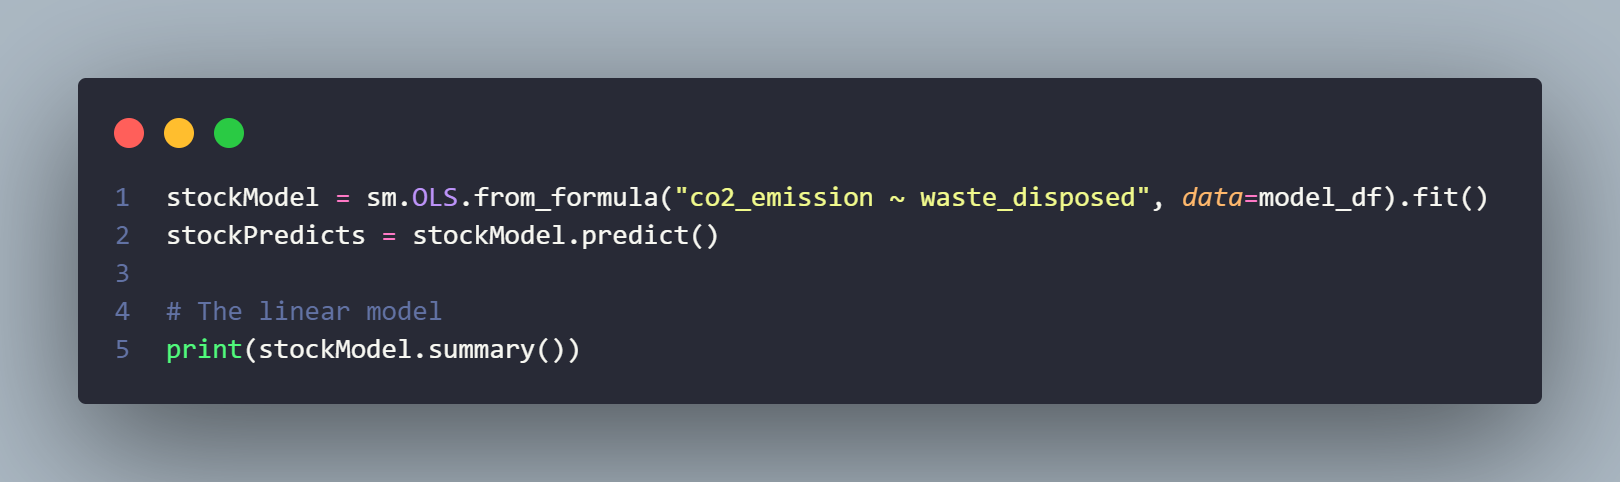 1 stockModel = sm.OLS.from_formula("co2_emission ~ waste_disposed", data=model_df).fit()
2 stockPredicts = stockModel.predict()
3
4 # The linear model
5 print(stockModel.summary())